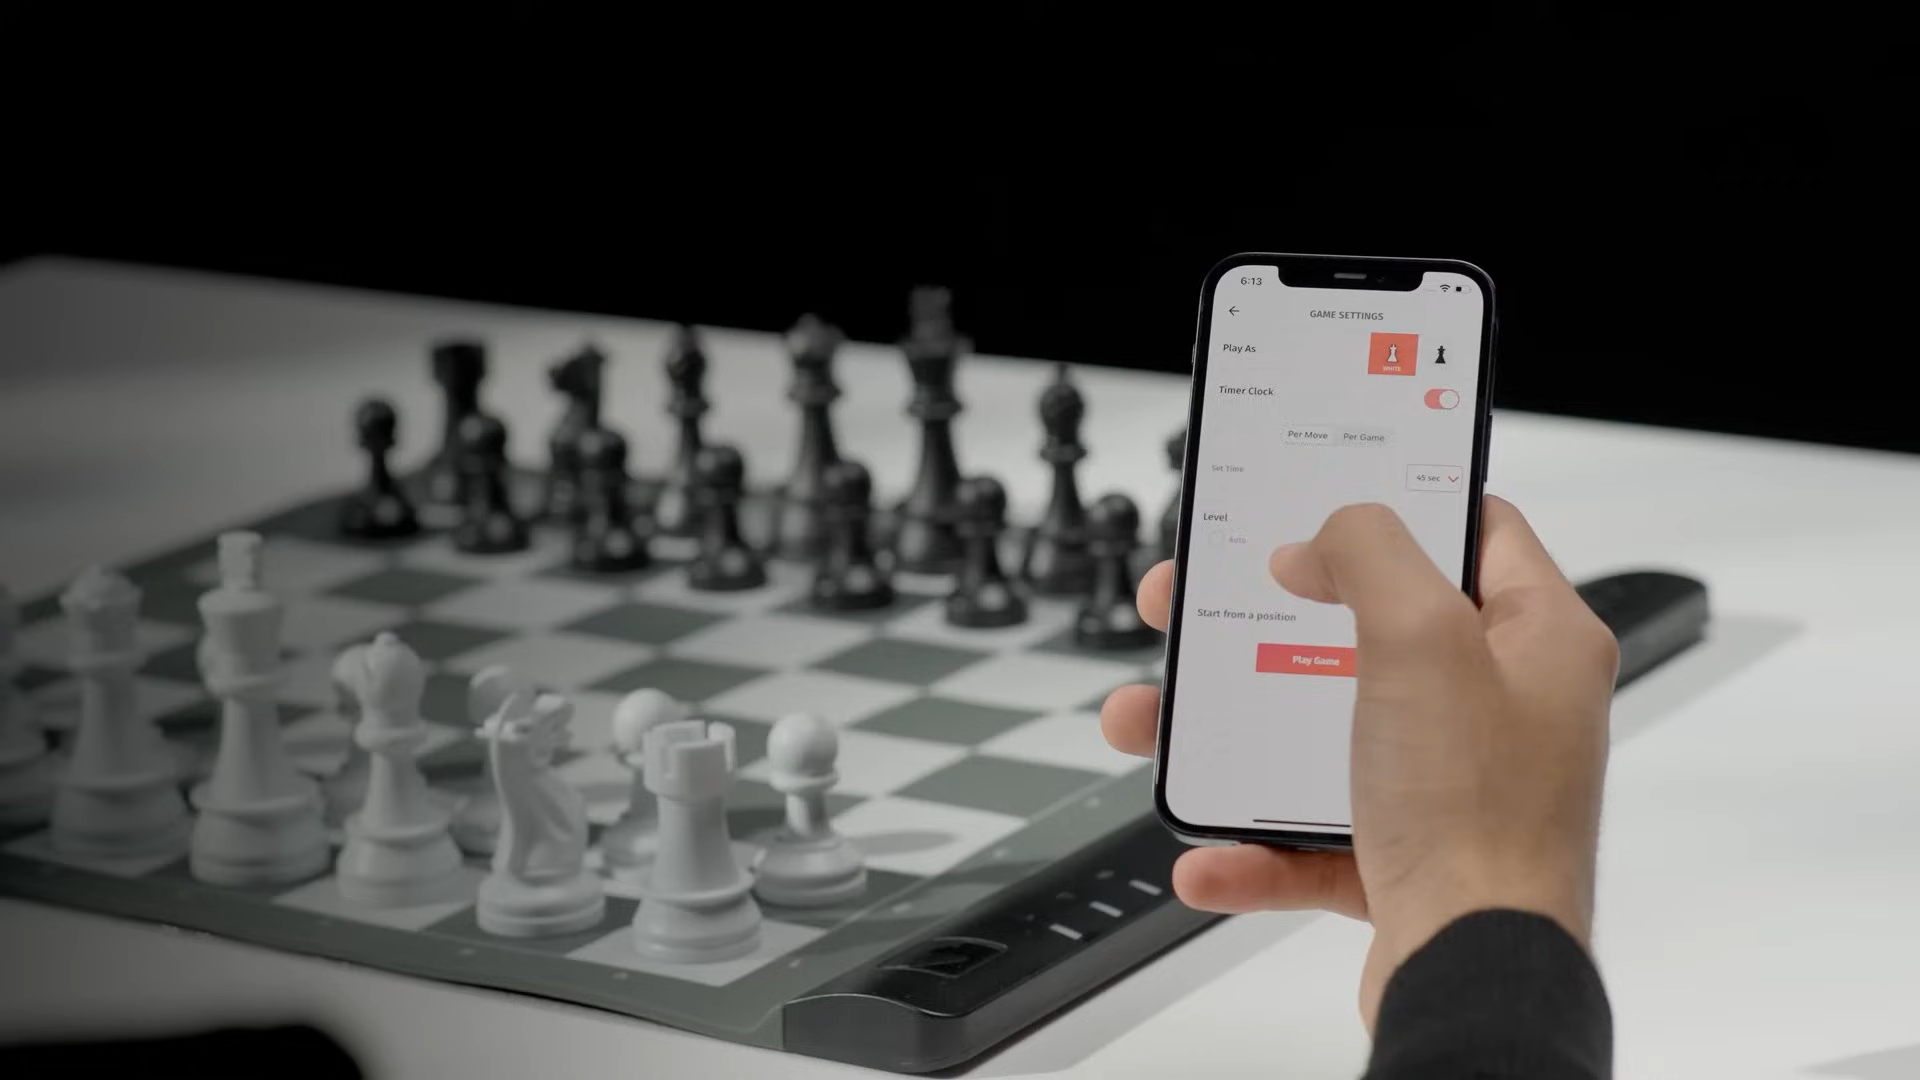 6:13
GAME SETTINGS
Play As
WHITE
Timer Clock
Per Move Per Game
Set Time 45 sec
Level
Auto
Start from a position
Play Game